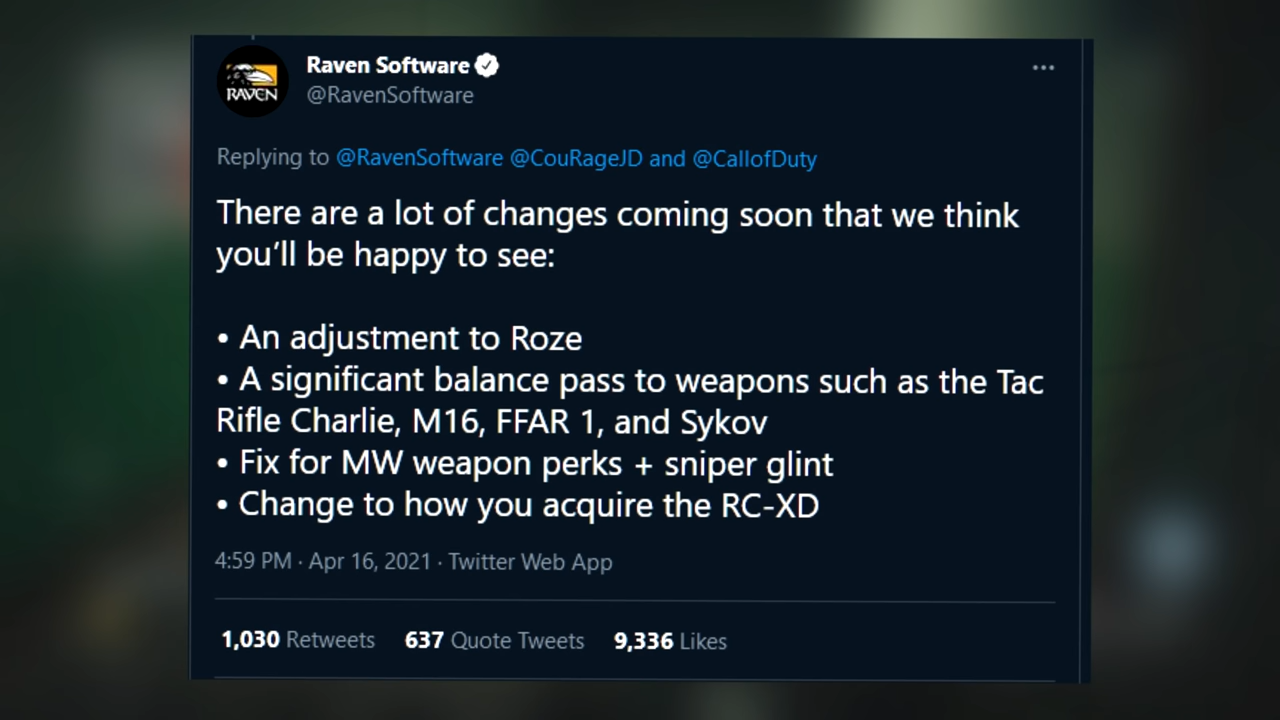 Raven Software
RAVEN
@RavenSoftware
Replying to @RavenSoftware @CouRageJD and @CallofDuty
There are a lot of changes coming soon that we think
you’ll be happy to see:
• An adjustment to Roze
• A significant balance pass to weapons such as the Tac
Rifle Charlie, M16, FFAR 1, and Sykov
• Fix for MW weapon perks + sniper glint
• Change to how you acquire the RC-XD
4:59 PM · Apr 16, 2021 · Twitter Web App
1,030 Retweets 637 Quote Tweets 9,336 Likes